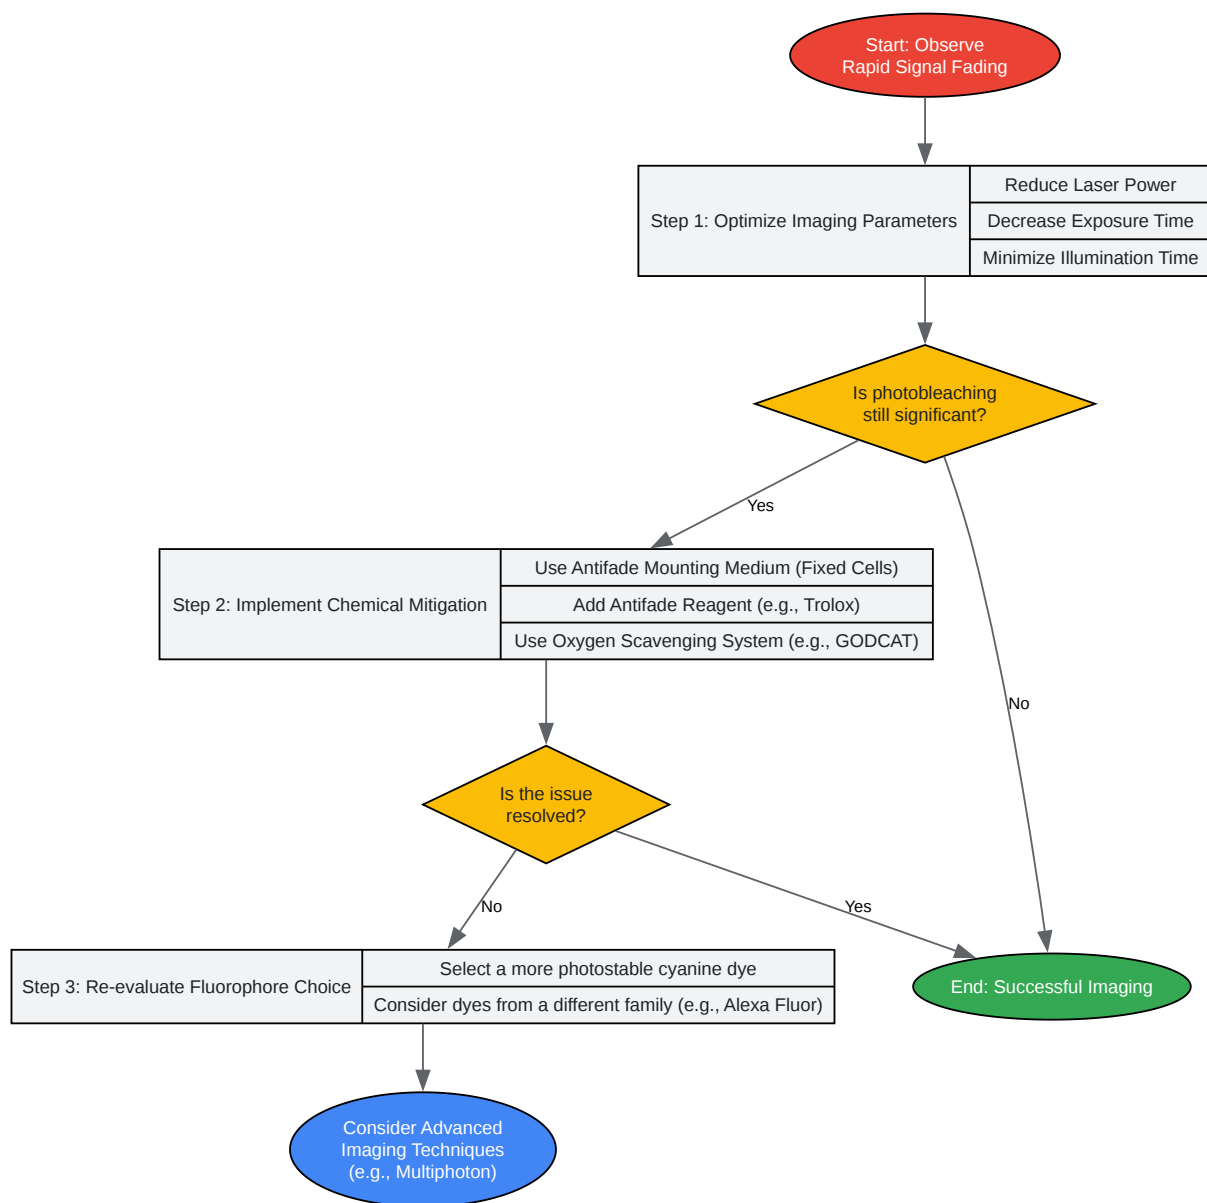 Start: Observe
Rapid Signal Fading
Step 1: Optimize Imaging Parameters
Reduce Laser Power
Decrease Exposure Time
Minimize Illumination Time
Is photobleaching
still significant?
Yes
No
Step 2: Implement Chemical Mitigation
Use Antifade Mounting Medium (Fixed Cells)
Add Antifade Reagent (e.g., Trolox)
Use Oxygen Scavenging System (e.g., GODCAT)
Is the issue
resolved?
No
Yes
Step 3: Re-evaluate Fluorophore Choice
Select a more photostable cyanine dye
Consider dyes from a different family (e.g., Alexa Fluor)
End: Successful Imaging
Consider Advanced
Imaging Techniques
(e.g., Multiphoton)